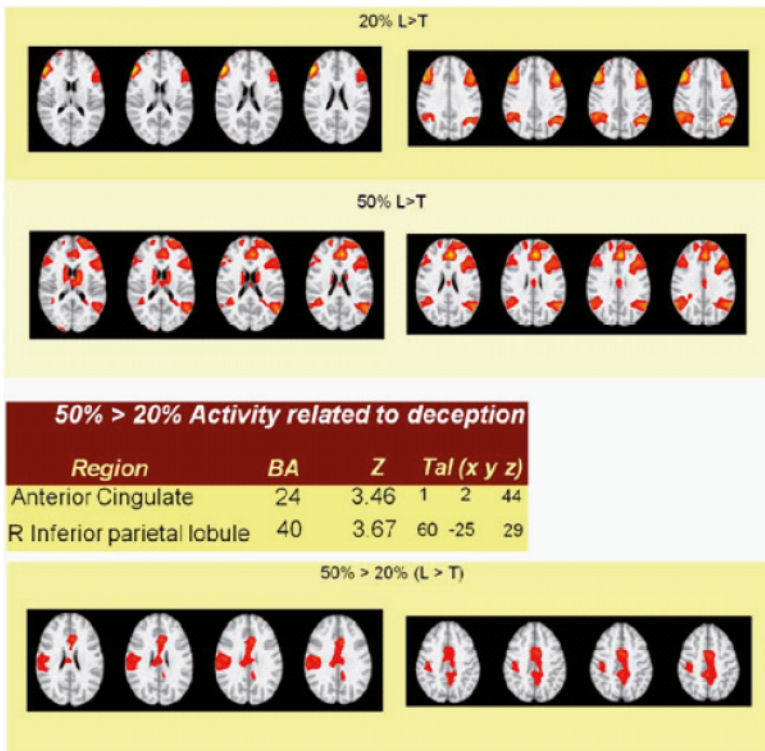 20% L>T
50% L>T
50% > 20% Activity related to deception
Region BA Z Tal (x y z)
Anterior Cingulate 24 3.46 1 2 44
R Inferior parietal lobule 40 3.67 60 -25 29
50% > 20% (L > T)